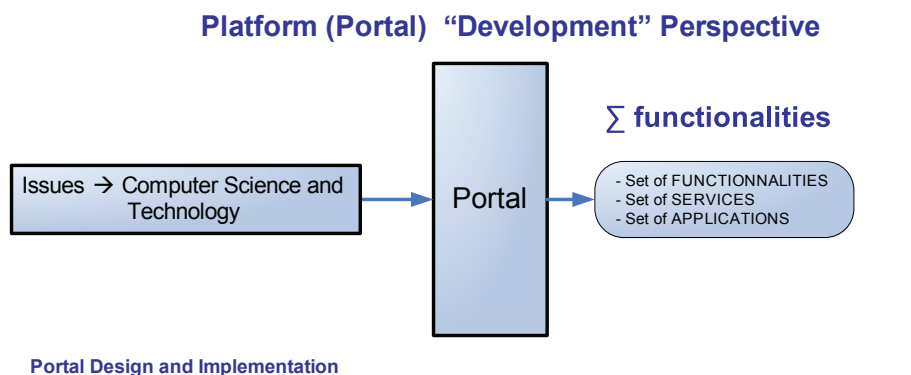 Platform (Portal) “Development” Perspective
∑ functionalities
Issues → Computer Science and
Technology
Portal
- Set of FUNCTIONNALITIES
- Set of SERVICES
- Set of APPLICATIONS
Portal Design and Implementation